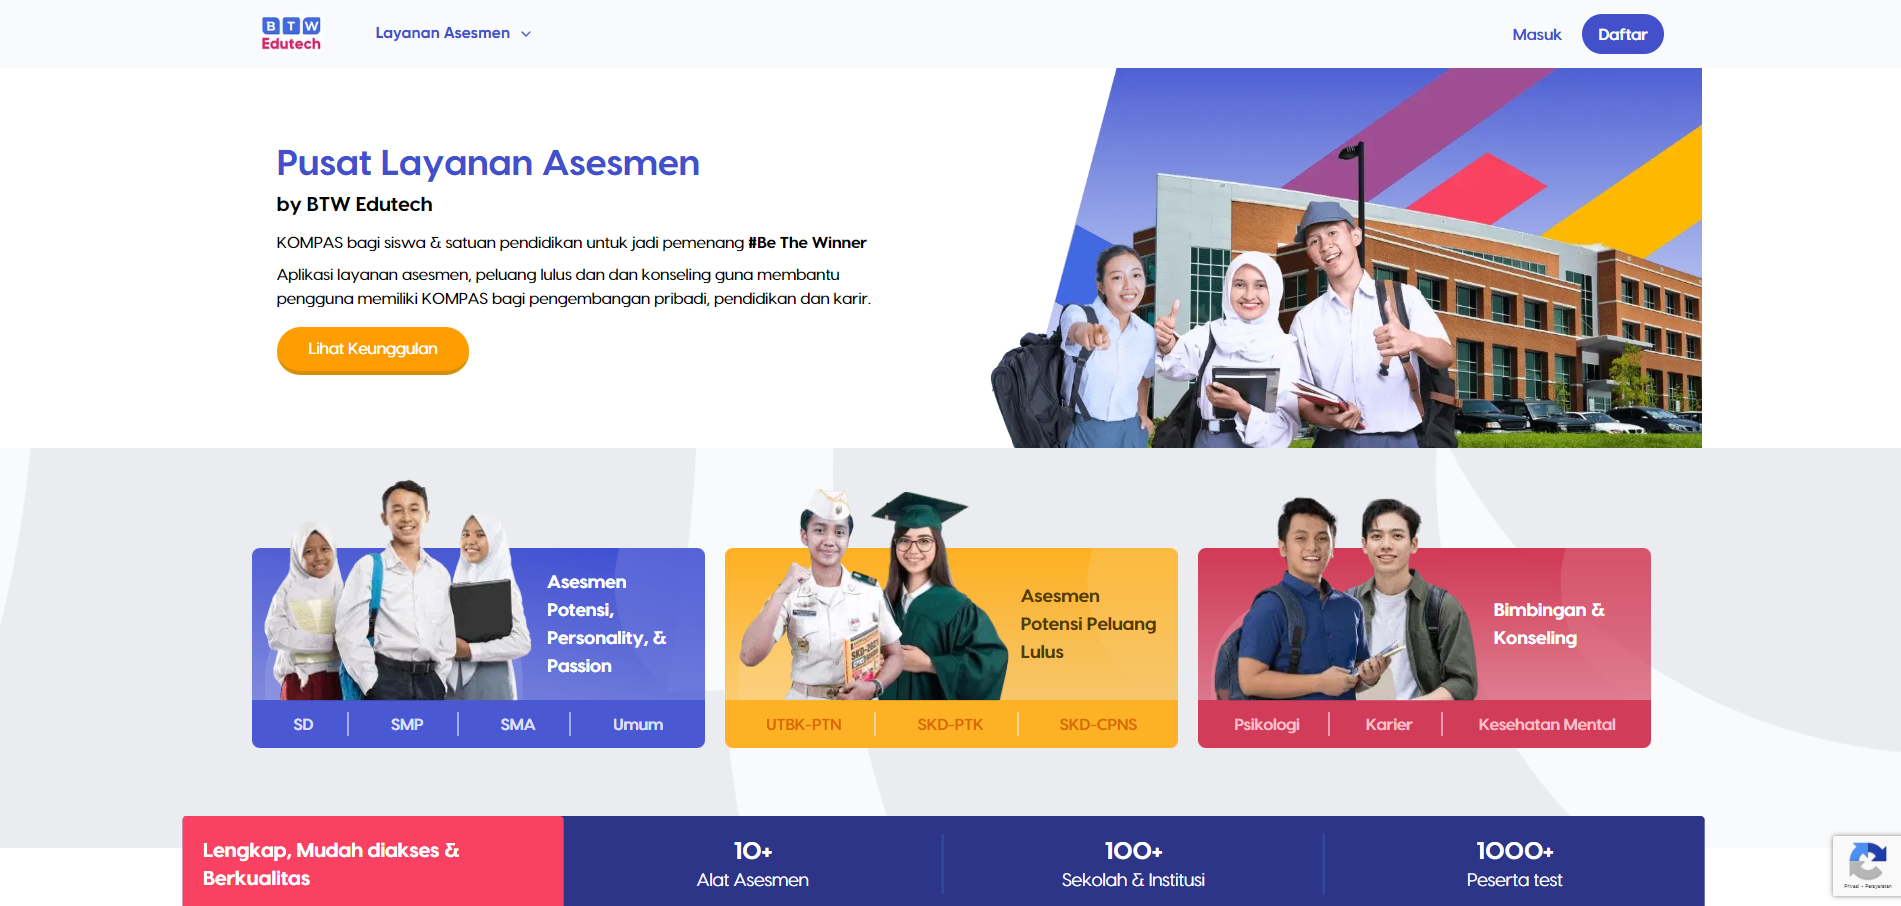 BTW
Edutech
Layanan Asesmen
Masuk
Daftar
Pusat Layanan Asesmen
by BTW Edutech
KOMPAS bagi siswa & satuan pendidikan untuk jadi pemenang #Be The Winner
Aplikasi layanan asesmen, peluang lulus dan dan konseling guna membantu
pengguna memiliki KOMPAS bagi pengembangan pribadi, pendidikan dan karir.
Lihat Keunggulan
Asesmen
Potensi,
Personality, &
Passion
SD
SMP
SMA
Umum
Asesmen
Potensi Peluang
Lulus
SKD-2021
UTBK-PTN
SKD-PTK
SKD-CPNS
Bimbingan &
Konseling
Psikologi
Karier
Kesehatan Mental
Lengkap, Mudah diakses &
Berkualitas
10+
Alat Asesmen
100+
Sekolah & Institusi
1000+
Peserta test
Privasi - Persyaratan